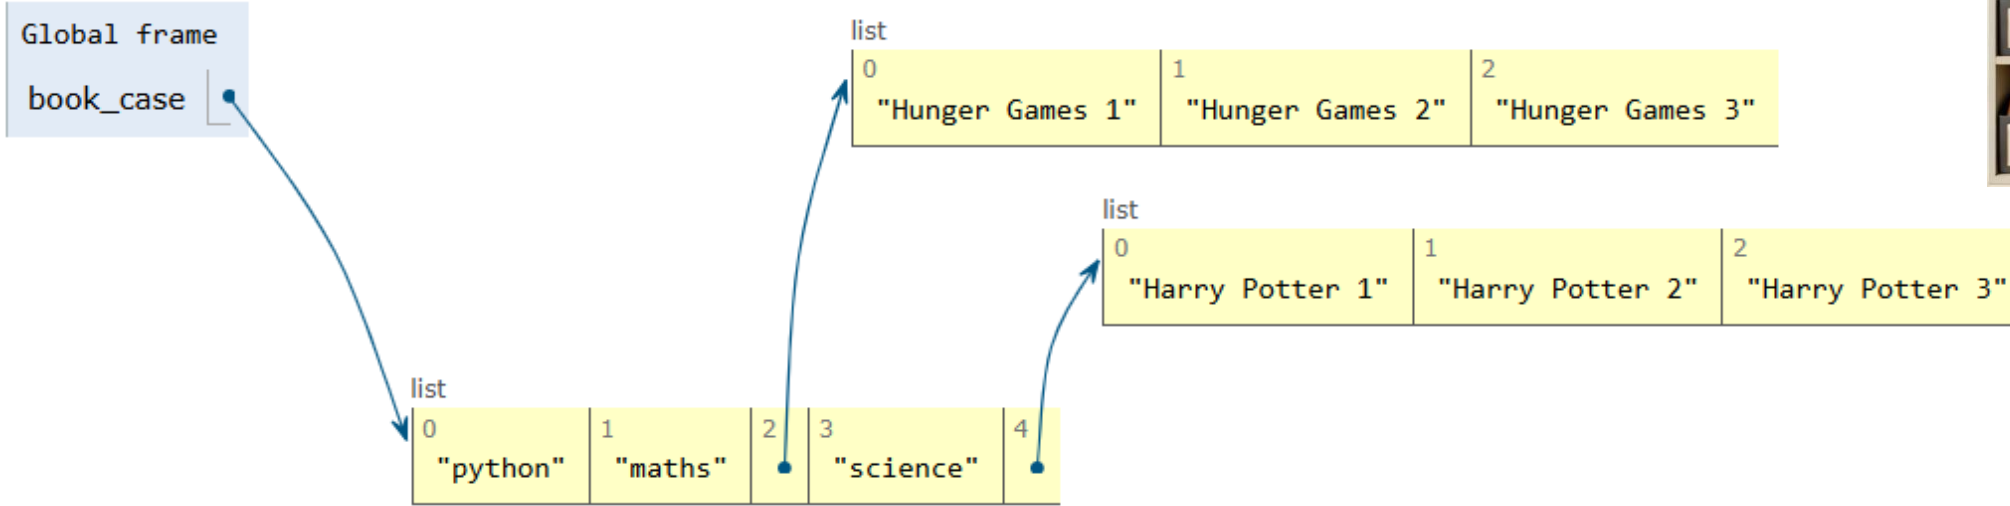 Global frame
book_case
list
0 1 2
"Hunger Games 1" "Hunger Games 2" "Hunger Games 3"
list
0 1 2
"Harry Potter 1" "Harry Potter 2" "Harry Potter 3"
list
0 1 2 3 4
"python" "maths" "science"